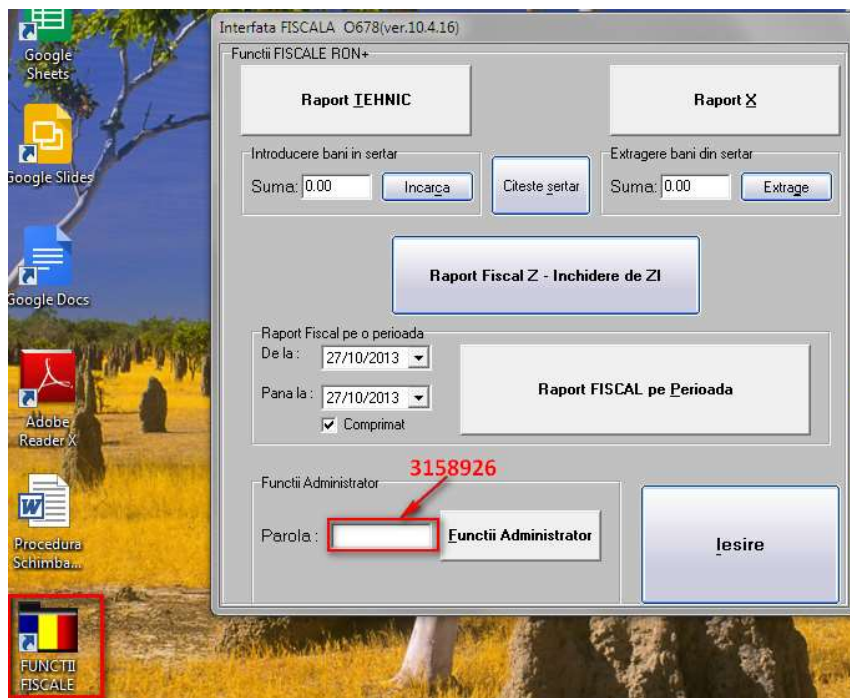 Google
Sheets
Google Slides
Google Docs
Adobe
Reader X
Procedura
Schimba...
FUNCTII
FISCALE
Interfata FISCALA O678(ver.10.4.16)
Functii FISCALE RON+
Raport TEHNIC
Raport X
Introducere bani in sertar
Suma: 0.00 Incarca
Citeste sertar
Extragere bani din sertar
Suma: 0.00 Extrage
Raport Fiscal Z - Inchidere de ZI
Raport Fiscal pe o perioada
De la : 27/10/2013
Pana la : 27/10/2013
Comprimat
Raport FISCAL pe Perioada
3158926
Functii Administrator
Parola :
Functii Administrator
Iesire